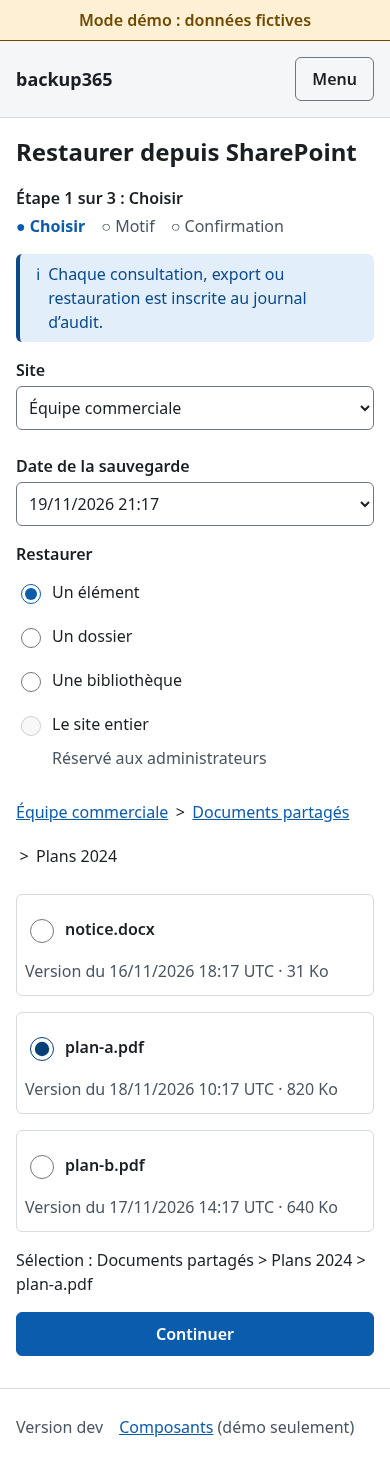 Mode démo : données fictives
backup365
Menu
Restaurer depuis SharePoint
Étape 1 sur 3 : Choisir
● Choisir ○ Motif ○ Confirmation
i Chaque consultation, export ou
restauration est inscrite au journal
d’audit.
Site
Équipe commerciale
Date de la sauvegarde
19/11/2026 21:17
Restaurer
Un élément
Un dossier
Une bibliothèque
Le site entier
Réservé aux administrateurs
Équipe commerciale > Documents partagés
> Plans 2024
notice.docx
Version du 16/11/2026 18:17 UTC · 31 Ko
plan-a.pdf
Version du 18/11/2026 10:17 UTC · 820 Ko
plan-b.pdf
Version du 17/11/2026 14:17 UTC · 640 Ko
Sélection : Documents partagés > Plans 2024 >
plan-a.pdf
Continuer
Version dev Composants (démo seulement)